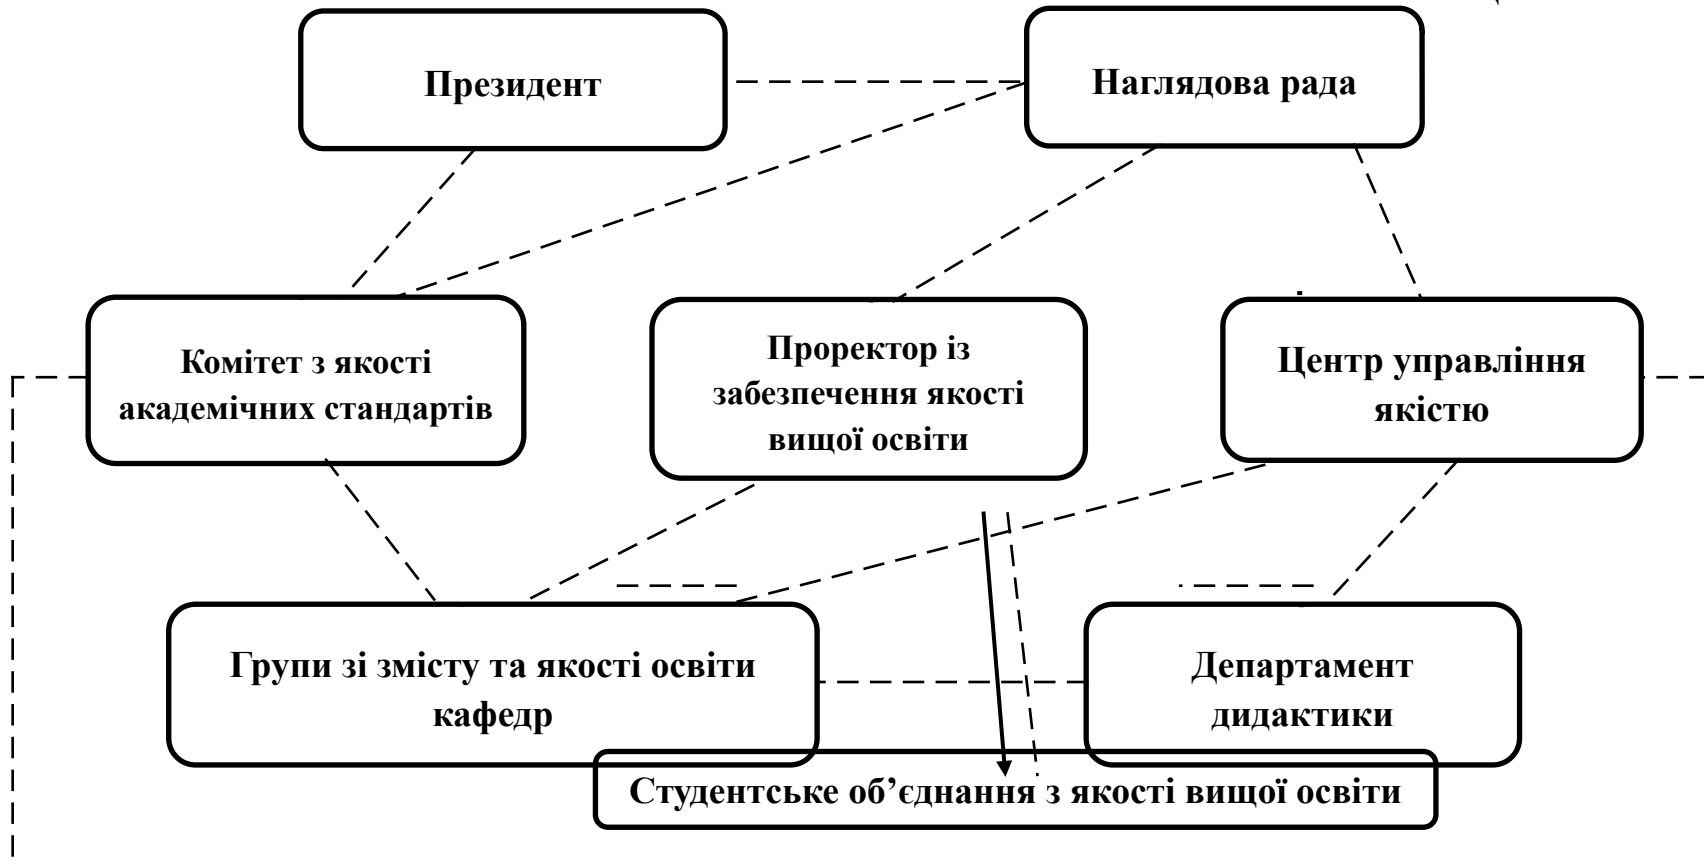 Президент
Наглядова рада
Комітет з якості
академічних стандартів
Проректор із
забезпечення якості
вищої освіти
Центр управління
якістю
Групи зі змісту та якості освіти
кафедр
Департамент
дидактики
Студентське об’єднання з якості вищої освіти